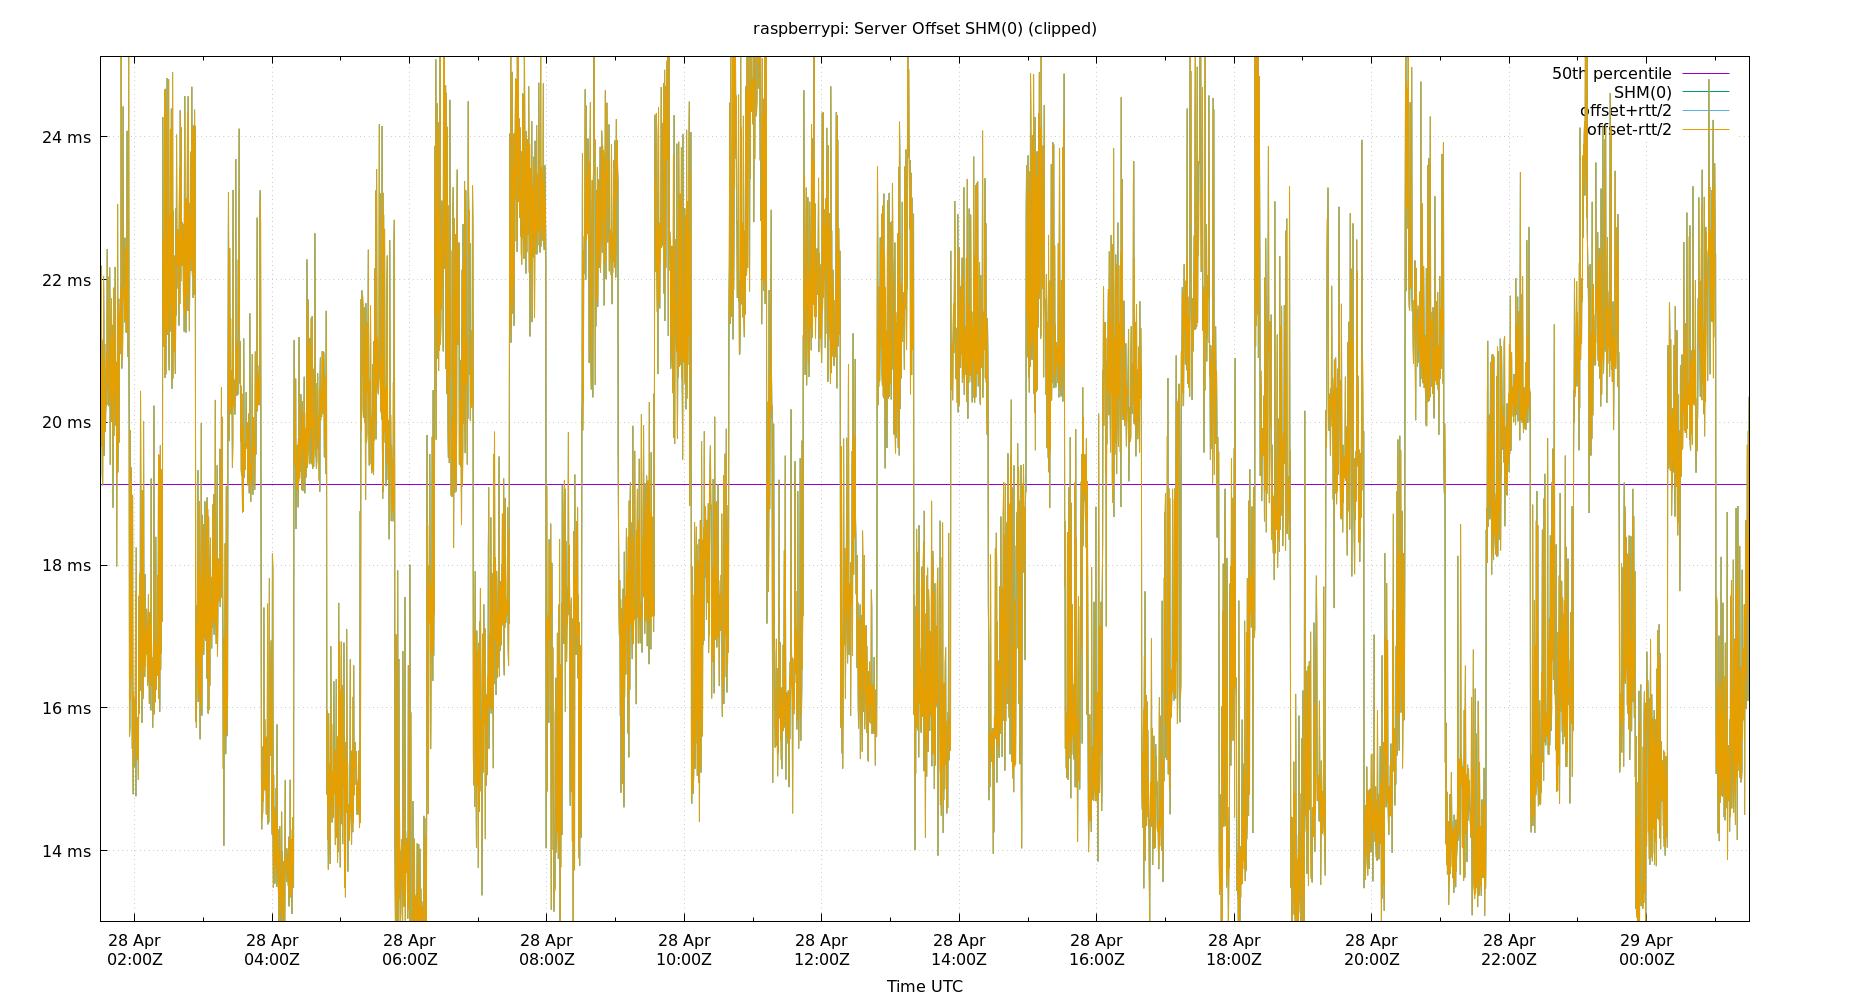 raspberrypi: Server Offset SHM(0) (clipped)
50th percentile
SHM(0)
offset+rtt/2
offset-rtt/2
24 ms
22 ms
20 ms
18 ms
16 ms
14 ms
28 Apr 28 Apr 28 Apr 28 Apr 28 Apr 28 Apr 28 Apr 28 Apr 28 Apr 28 Apr 28 Apr 29 Apr
02:00Z 04:00Z 06:00Z 08:00Z 10:00Z 12:00Z 14:00Z 16:00Z 18:00Z 20:00Z 22:00Z 00:00Z
Time UTC